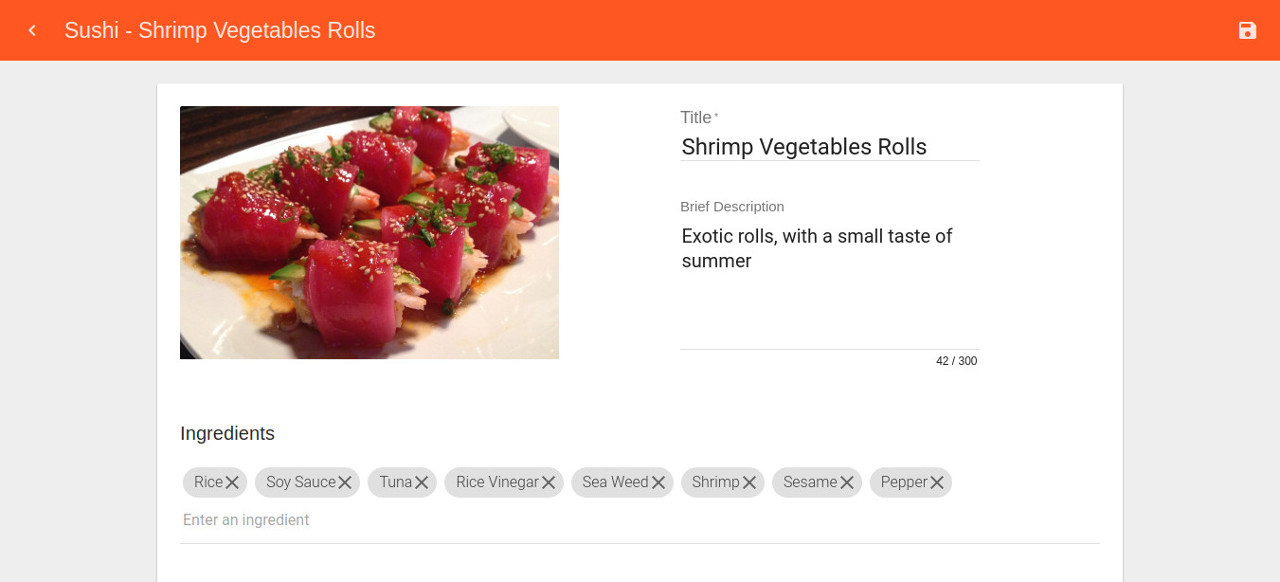 Sushi - Shrimp Vegetables Rolls
Title *
Shrimp Vegetables Rolls
Brief Description
Exotic rolls, with a small taste of
summer
42 / 300
Ingredients
Rice Soy Sauce Tuna Rice Vinegar Sea Weed Shrimp Sesame Pepper
Enter an ingredient